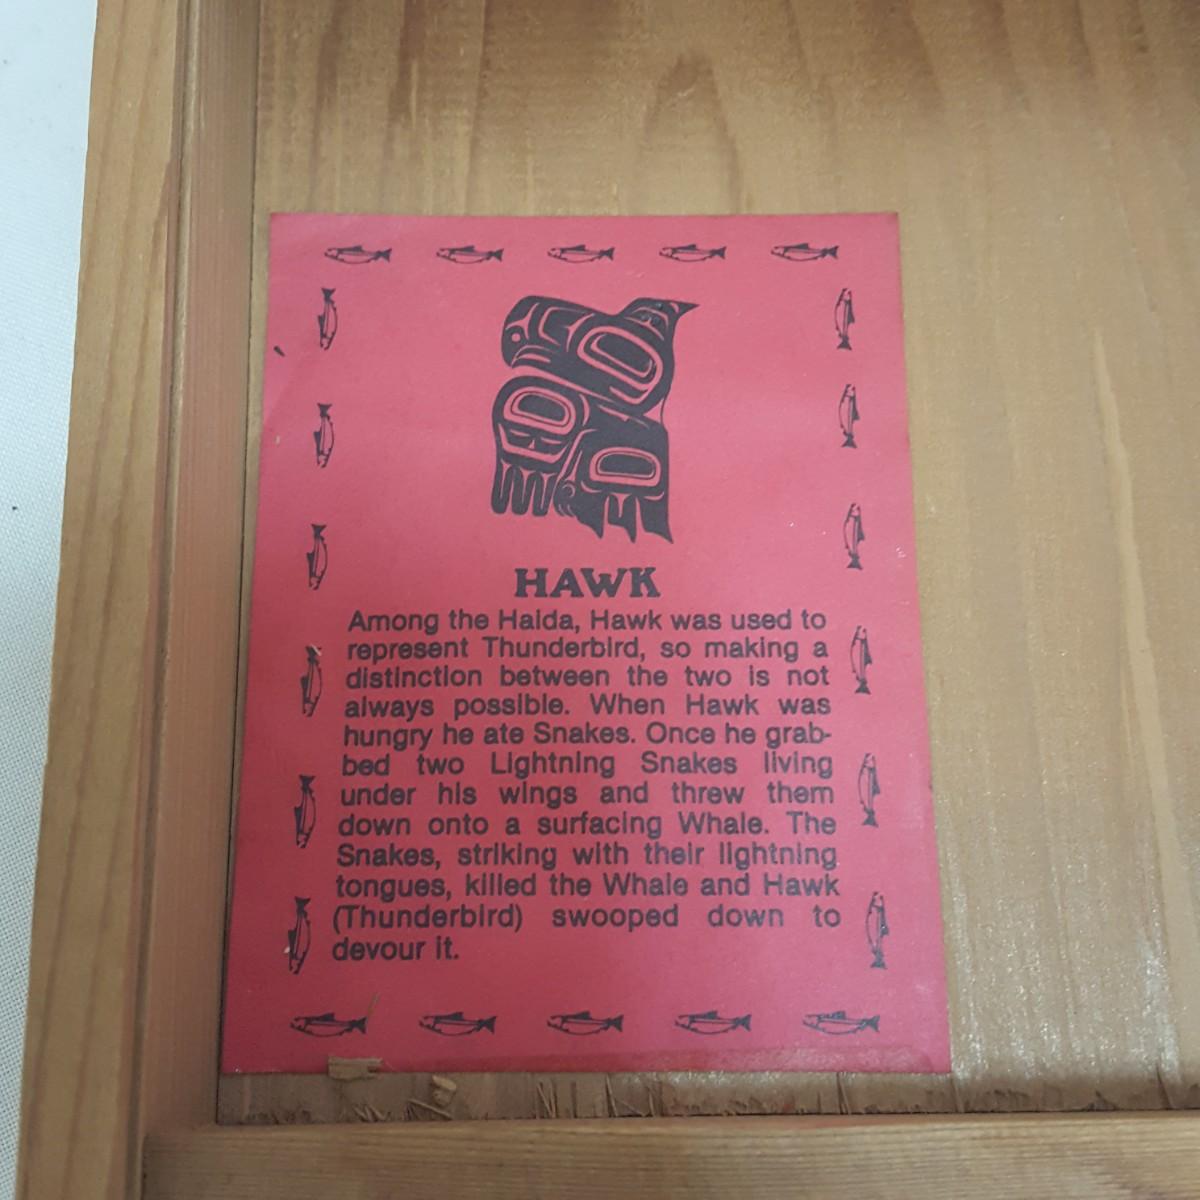 HAWK
Among the Haida, Hawk was used to
represent Thunderbird, so making a
distinction between the two is not
always possible. When Hawk was
hungry he ate Snakes. Once he grab-
bed two Lightning Snakes living
under his wings and threw them
down onto a surfacing Whale. The
Snakes, striking with their lightning
tongues, killed the Whale and Hawk
(Thunderbird) swooped down to
devour it.